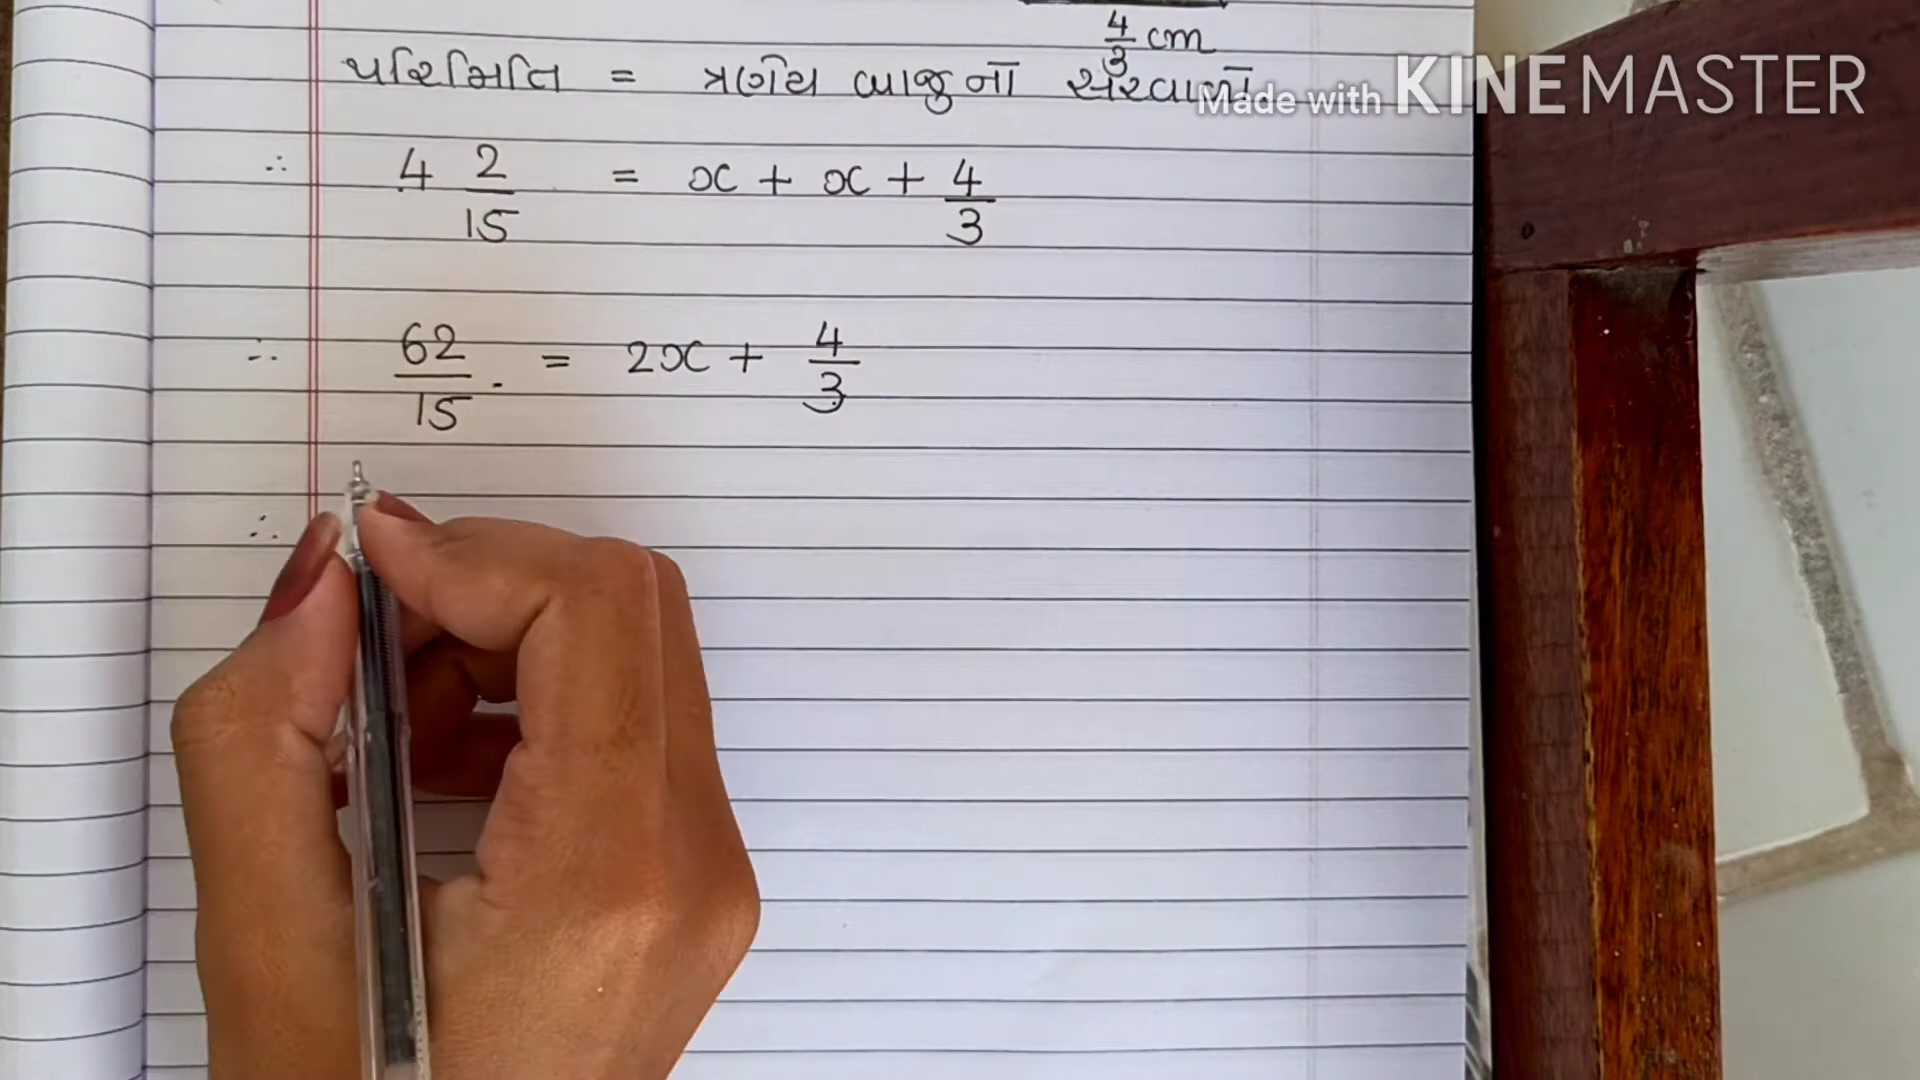 4/3 cm
પરિમિતિ = ત્રણેય બાજુનો સરવાળો.
Made with KINEMASTER
∴ 4 2/15 = x + x + 4/3
∴ 62/15 = 2x + 4/3
∴